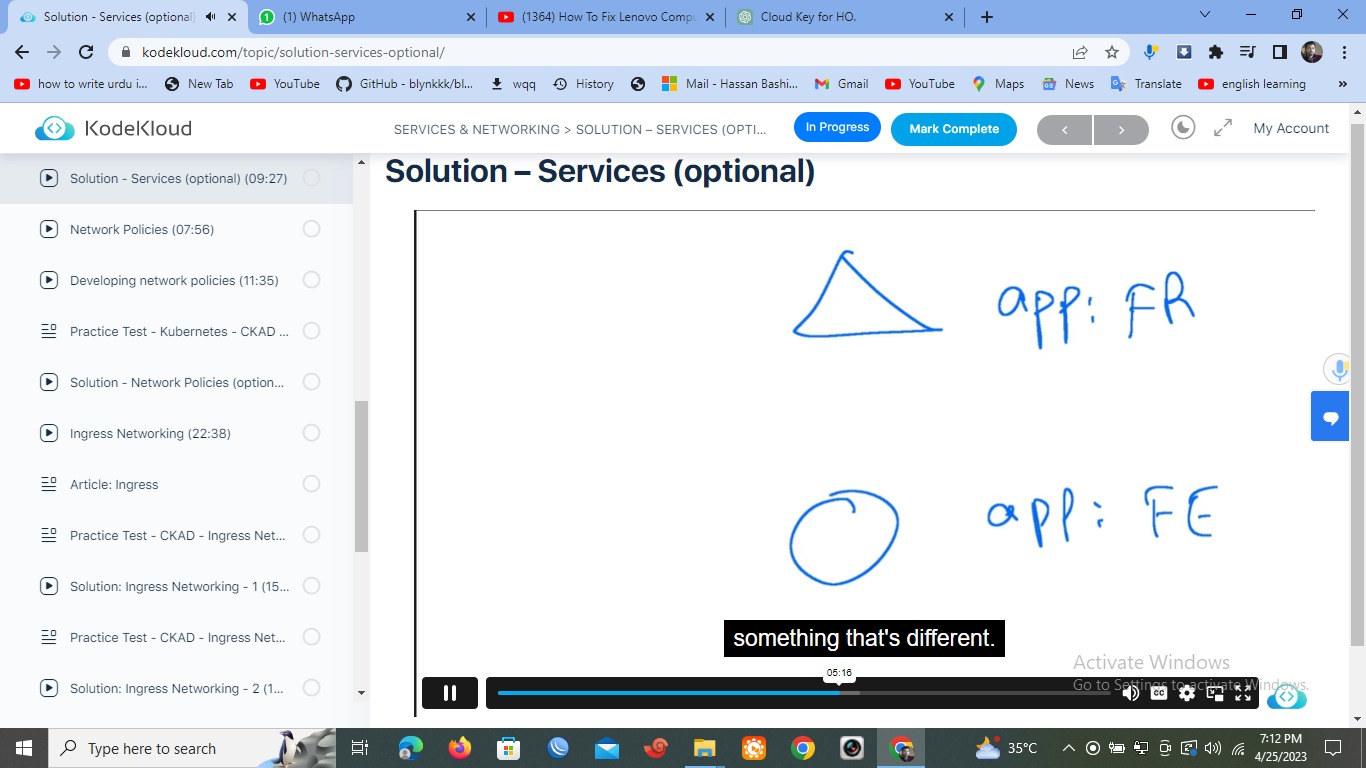 Solution - Services (optional)
(1) WhatsApp
(1364) How To Fix Lenovo Compu
Cloud Key for HO.
kodekloud.com/topic/solution-services-optional/
how to write urdu i...
New Tab
YouTube
GitHub - blynkkk/bl...
wqq
History
Mail - Hassan Bashi...
Gmail
YouTube
Maps
News
Translate
english learning
»
KodeKloud
SERVICES & NETWORKING > SOLUTION – SERVICES (OPTI...
In Progress
Mark Complete
My Account
Solution - Services (optional) (09:27)
Network Policies (07:56)
Developing network policies (11:35)
Practice Test - Kubernetes - CKAD ...
Solution - Network Policies (option...
Ingress Networking (22:38)
Article: Ingress
Practice Test - CKAD - Ingress Net...
Solution: Ingress Networking - 1 (15...
Practice Test - CKAD - Ingress Net...
Solution: Ingress Networking - 2 (1...
Solution – Services (optional)
app: FR
app: FE
something that's different.
05:16
CC
Activate Windows
Go to Settings to activate Windows.
Type here to search
35°C
7:12 PM
4/25/2023